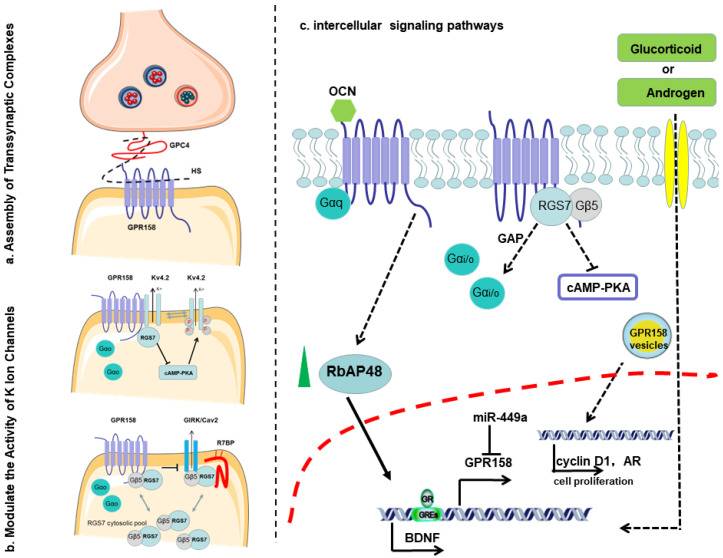 a. Assembly of Transsynaptic Complexes
GPC4
HS
GPR158
b. Modulate the Activity of K Ion Channels
GPR158
Kv4.2
Kv4.2
K+
K+
RGS7
Gαo
Gαo
cAMP-PKA
GPR158
GIRK/Cav2
R7BP
Gβ5
RGS7
Gβ5
RGS7
Gαo
Gαo
RGS7 cytosolic pool
Gβ5
RGS7
Gβ5
RGS7
Gβ5
RGS7
c. intercellular signaling pathways
Glucorticoid
or
Androgen
OCN
Gαq
RGS7
Gβ5
GAP
Gαi/o
Gαi/o
cAMP-PKA
GPR158
vesicles
RbAP48
miR-449a
GPR158
cyclin D1, AR
cell proliferation
GR
GREs
BDNF